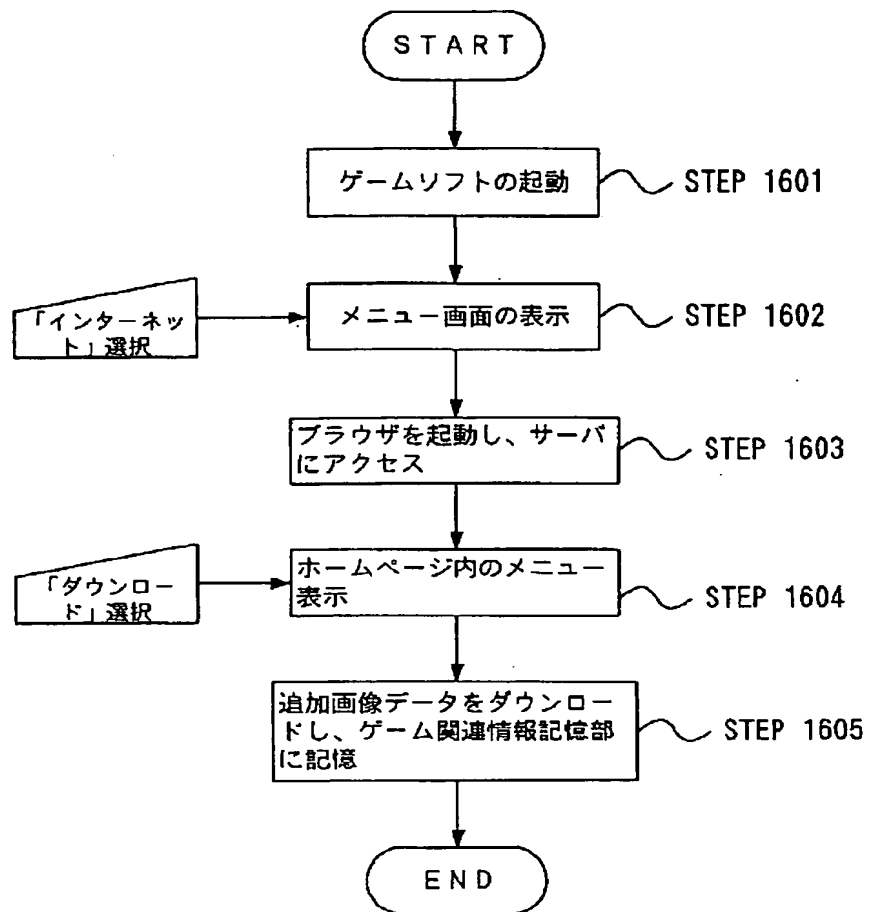 START
ゲームソフトの起動
STEP 1601
「インターネッ
ト」選択
メニュー画面の表示
STEP 1602
ブラウザを起動し、サーバ
にアクセス
STEP 1603
「ダウンロー
ド」選択
ホームページ内のメニュー
表示
STEP 1604
追加画像データをダウンロー
ドし、ゲーム関連情報記憶部
に記憶
STEP 1605
END